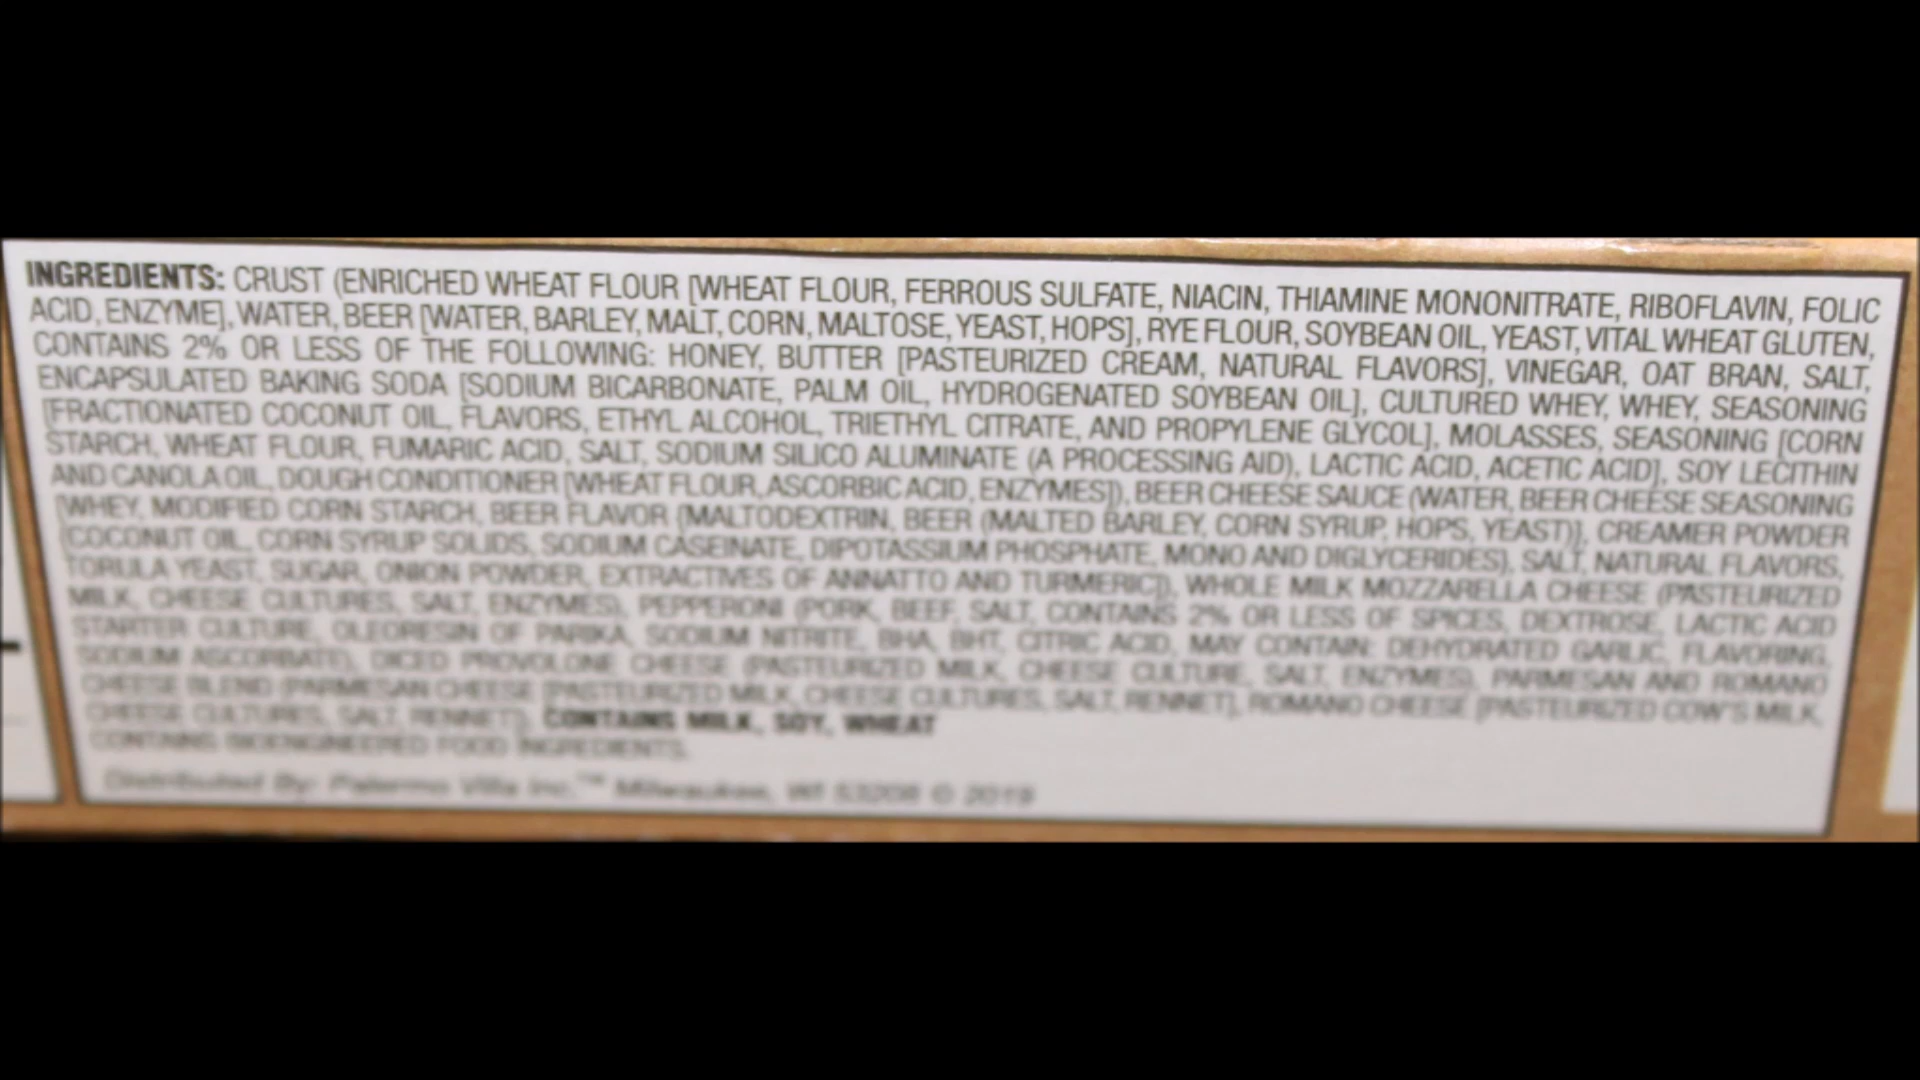 INGREDIENTS: CRUST (ENRICHED WHEAT FLOUR [WHEAT FLOUR, FERROUS SULFATE, NIACIN, THIAMINE MONONITRATE, RIBOFLAVIN, FOLIC
ACID, ENZYME], WATER, BEER [WATER, BARLEY, MALT, CORN, MALTOSE, YEAST, HOPS], RYE FLOUR, SOYBEAN OIL, YEAST, VITAL WHEAT GLUTEN,
CONTAINS 2% OR LESS OF THE FOLLOWING: HONEY, BUTTER [PASTEURIZED CREAM, NATURAL FLAVORS], VINEGAR, OAT BRAN, SALT,
ENCAPSULATED BAKING SODA [SODIUM BICARBONATE, PALM OIL, HYDROGENATED SOYBEAN OIL], CULTURED WHEY, WHEY, SEASONING
[FRACTIONATED COCONUT OIL, FLAVORS, ETHYL ALCOHOL, TRIETHYL CITRATE, AND PROPYLENE GLYCOL], MOLASSES, SEASONING [CORN
STARCH, WHEAT FLOUR, FUMARIC ACID, SALT, SODIUM SILICO ALUMINATE (A PROCESSING AID), LACTIC ACID, ACETIC ACID], SOY LECITHIN
AND CANOLA OIL, DOUGH CONDITIONER [WHEAT FLOUR, ASCORBIC ACID, ENZYMES]), BEER CHEESE SAUCE (WATER, BEER CHEESE SEASONING
[WHEY, MODIFIED CORN STARCH, BEER FLAVOR (MALTODEXTRIN, BEER (MALTED BARLEY, CORN SYRUP, HOPS, YEAST)), CREAMER POWDER
(COCONUT OIL, CORN SYRUP SOLIDS, SODIUM CASEINATE, DIPOTASSIUM PHOSPHATE, MONO AND DIGLYCERIDES), SALT, NATURAL FLAVORS,
TORULA YEAST, SUGAR, ONION POWDER, EXTRACTIVES OF ANNATTO AND TURMERIC]), WHOLE MILK MOZZARELLA CHEESE (PASTEURIZED
MILK, CHEESE CULTURES, SALT, ENZYMES), PEPPERONI (PORK, BEEF, SALT, CONTAINS 2% OR LESS OF SPICES, DEXTROSE, LACTIC ACID
STARTER CULTURE, OLEORESIN OF PARIKA, SODIUM NITRITE, BHA, BHT, CITRIC ACID, MAY CONTAIN: DEHYDRATED GARLIC, FLAVORING,
SODIUM ASCORBATE), DICED PROVOLONE CHEESE (PASTEURIZED MILK, CHEESE CULTURE, SALT, ENZYMES), PARMESAN AND ROMANO
CHEESE BLEND (PARMESAN CHEESE [PASTEURIZED MILK, CHEESE CULTURES, SALT, RENNET], ROMANO CHEESE [PASTEURIZED COW'S MILK,
CHEESE CULTURES, SALT, RENNET]). CONTAINS MILK, SOY, WHEAT
CONTAINS BIOENGINEERED FOOD INGREDIENTS.
Distributed By: Palermo Villa Inc.™ Milwaukee, WI 53208 © 2019